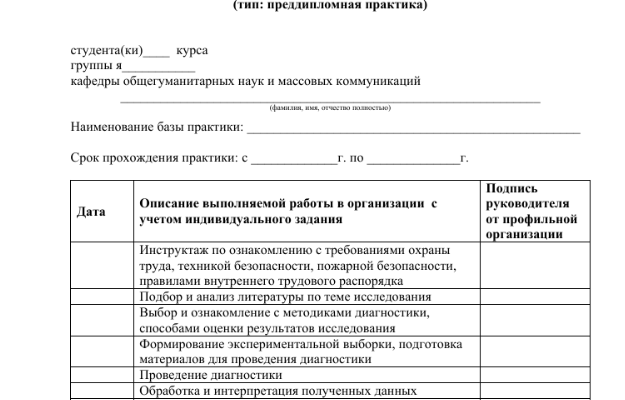 (тип: преддипломная практика)
студента(ки)____ курса
группы я___________
кафедры общегуманитарных наук и массовых коммуникаций
_______________________________________________________________
(фамилия, имя, отчество полностью)
Наименование базы практики: __________________________________________________
Срок прохождения практики: с _____________г. по ______________г.
Дата
Описание выполняемой работы в организации с
учетом индивидуального задания
Подпись
руководителя
от профильной
организации
Инструктаж по ознакомлению с требованиями охраны
труда, техникой безопасности, пожарной безопасности,
правилами внутреннего трудового распорядка
Подбор и анализ литературы по теме исследования
Выбор и ознакомление с методиками диагностики,
способами оценки результатов исследования
Формирование экспериментальной выборки, подготовка
материалов для проведения диагностики
Проведение диагностики
Обработка и интерпретация полученных данных